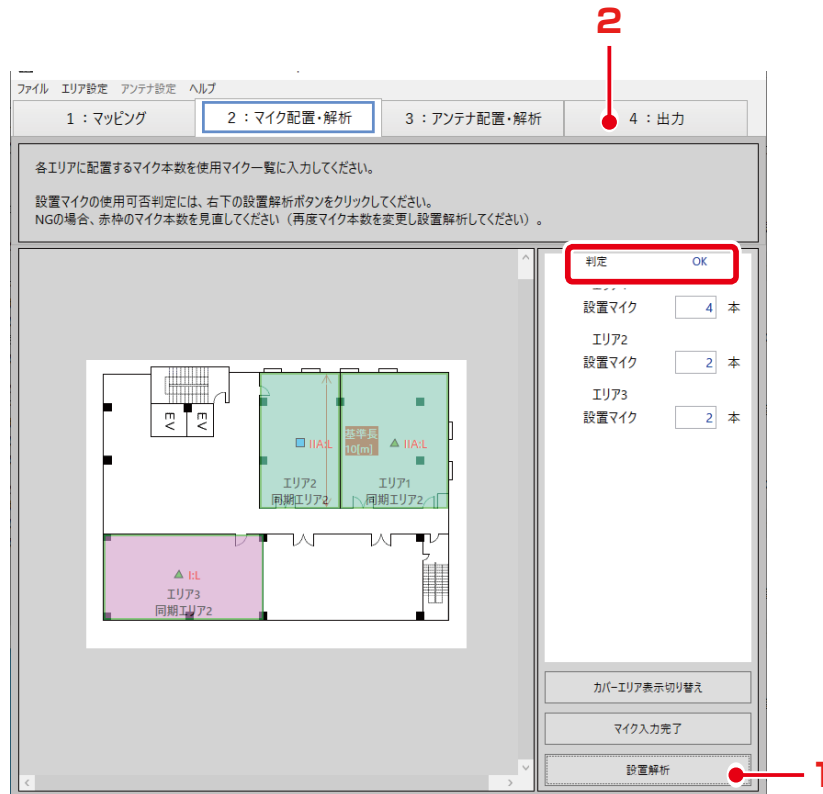 2
ファイル エリア設定 アンテナ設定 ヘルプ
1 ：マッピング
2 ：マイク配置・解析
3 ：アンテナ配置・解析
4 ：出力
各エリアに配置するマイク本数を使用マイク一覧に入力してください。
設置マイクの使用可否判定には、右下の設置解析ボタンをクリックしてください。
NGの場合、赤枠のマイク本数を見直してください（再度マイク本数を変更し設置解析してください）。
判定 OK
設置マイク 4 本
エリア2
設置マイク 2 本
エリア3
設置マイク 2 本
EV EV
IIA:L
基準長
10[m]
IIA:L
エリア2
同期エリア2
エリア1
同期エリア2
I:L
エリア3
同期エリア2
カバーエリア表示切り替え
マイク入力完了
設置解析
1